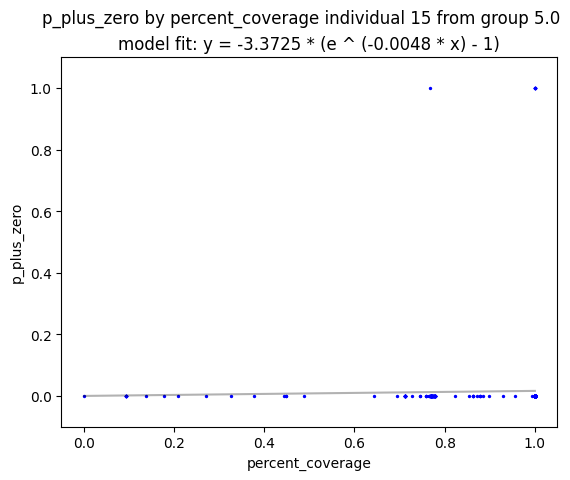 p_plus_zero by percent_coverage individual 15 from group 5.0
model fit: y = -3.3725 * (e ^ (-0.0048 * x) - 1)
1.0
0.8
0.6
0.4
0.2
0.0
p_plus_zero
0.0 0.2 0.4 0.6 0.8 1.0
percent_coverage